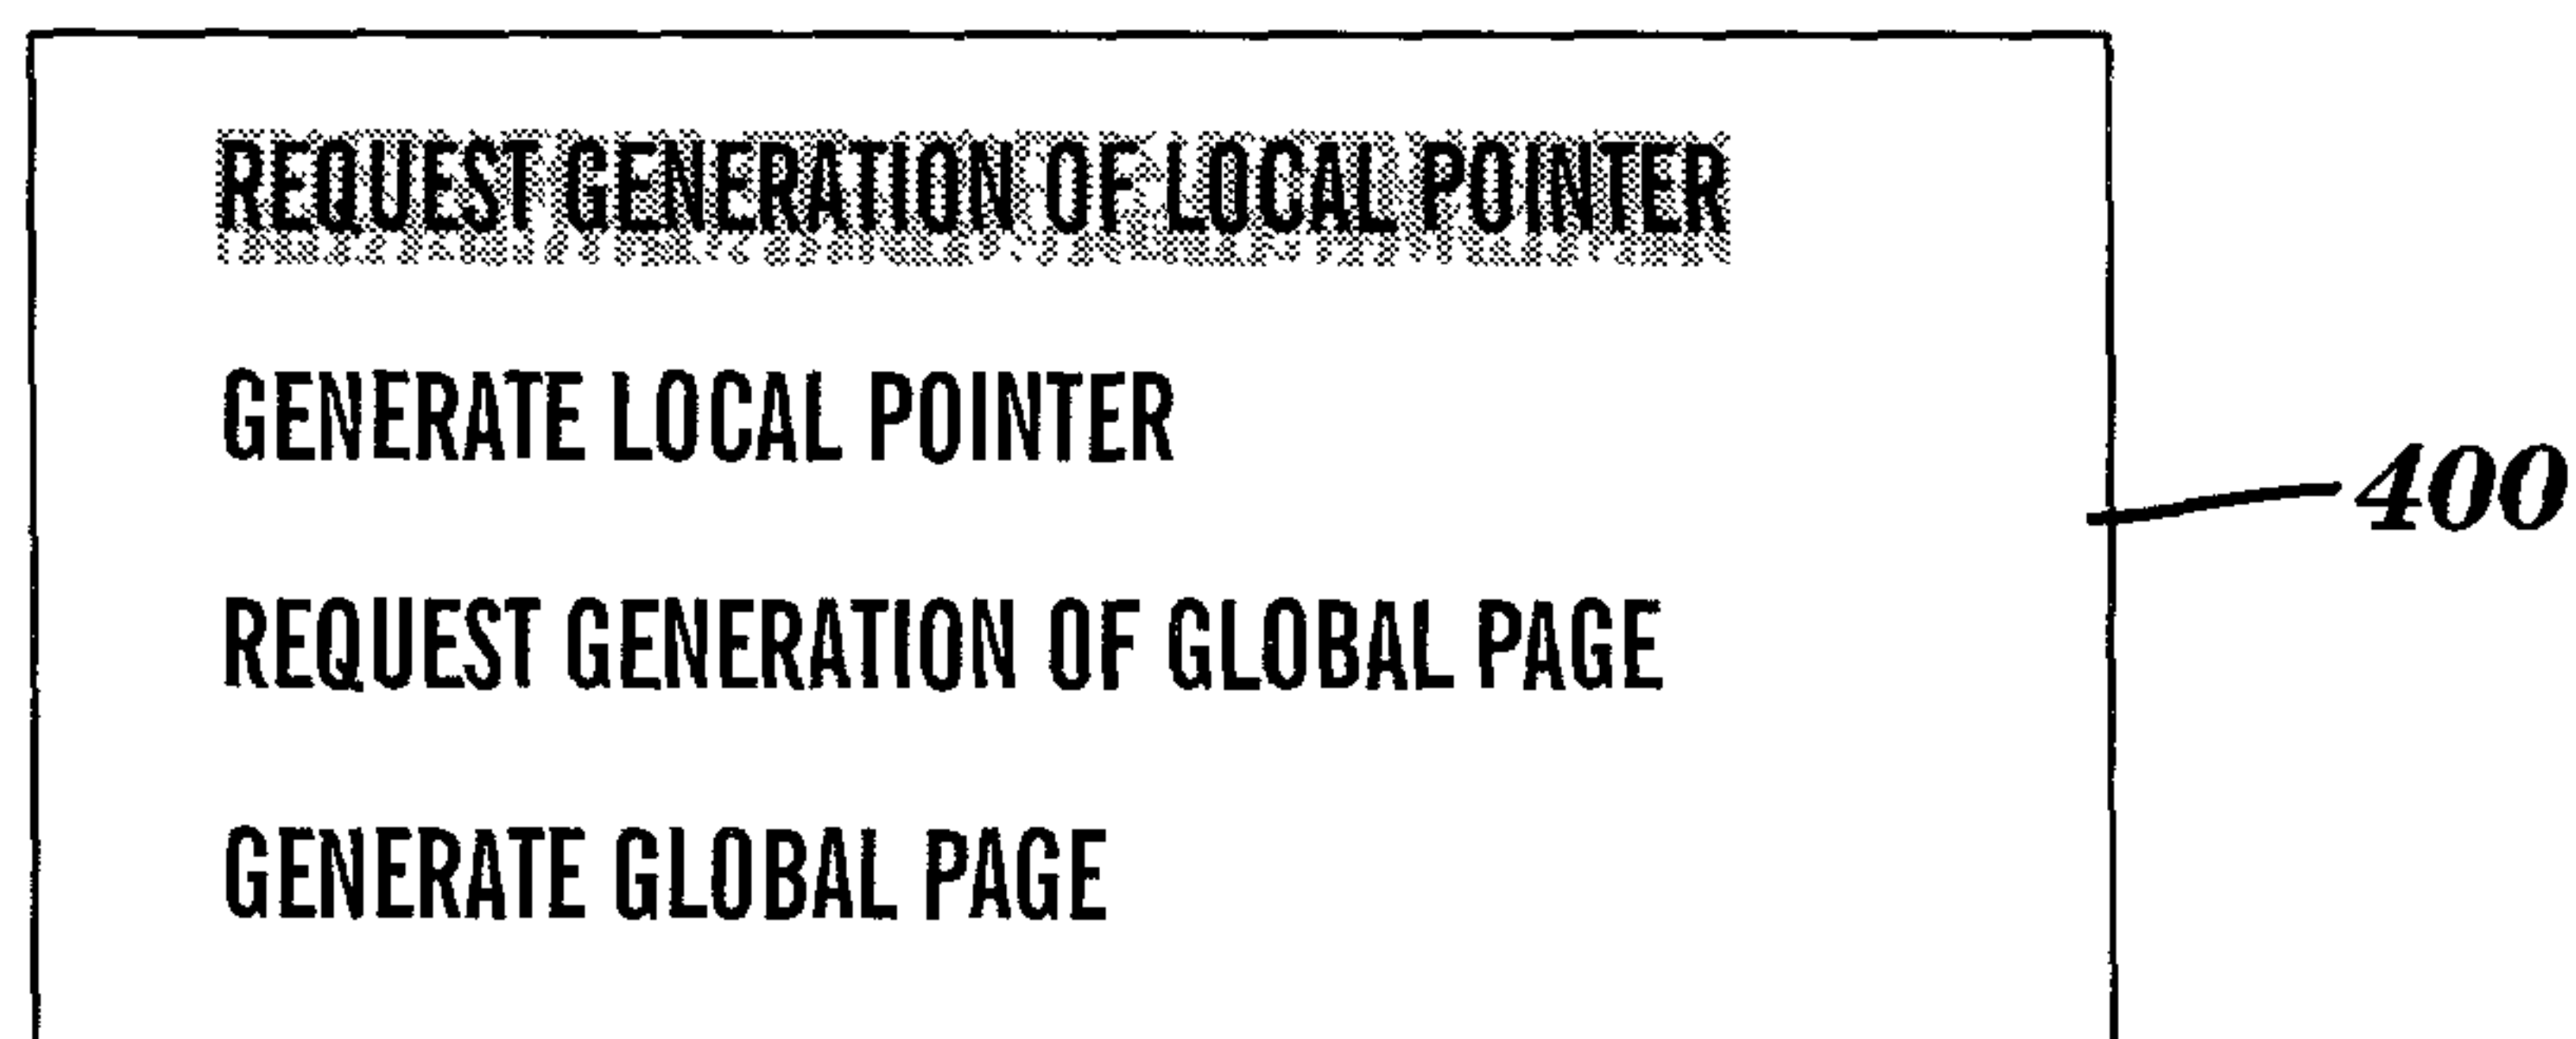 REQUEST GENERATION OF LOCAL POINTER
GENERATE LOCAL POINTER
400
REQUEST GENERATION OF GLOBAL PAGE
GENERATE GLOBAL PAGE